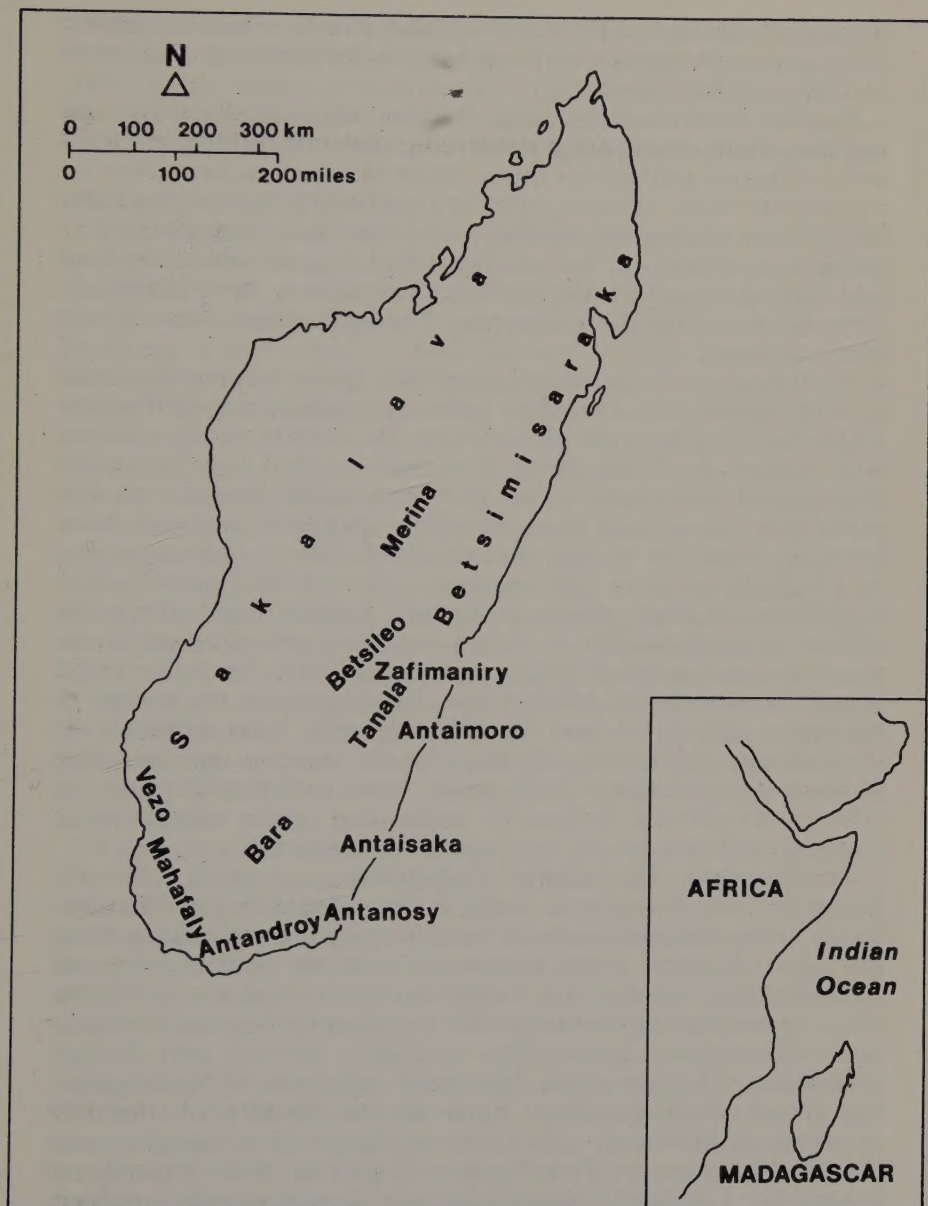 N
0 100 200 300 km
0 100 200 miles
Sakalava
Betsimisaraka
Merina
Betsileo
Zafimaniry
Tanala
Antaimoro
Vezo
Bara
Mahafaly
Antaisaka
Antanosy
Antandroy
AFRICA
Indian
Ocean
MADAGASCAR